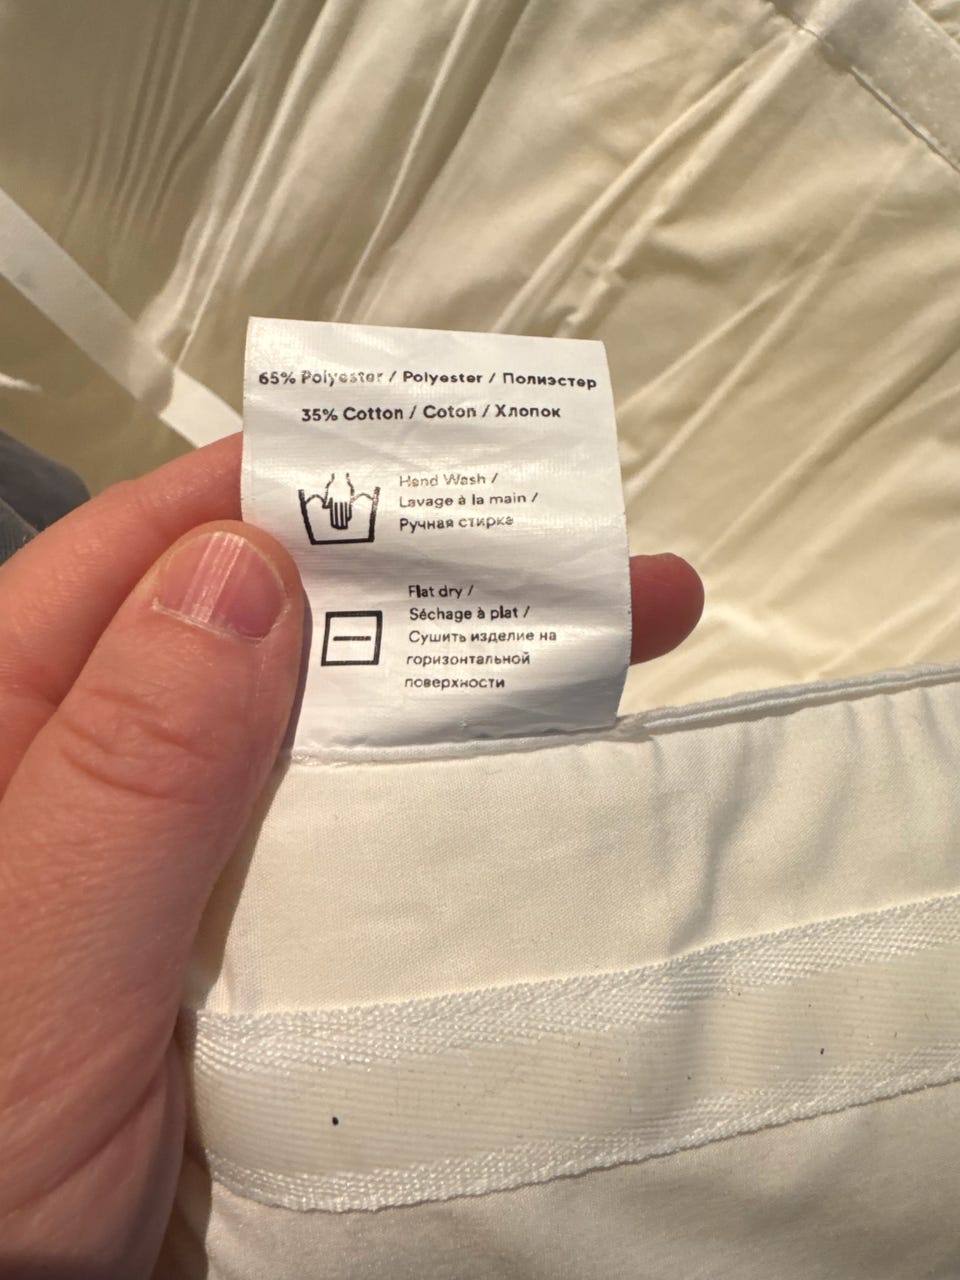 65% Polyester / Polyester / Полиэстер
35% Cotton / Coton / Хлопок
Hand Wash /
Lavage à la main /
Ручная стирка
Flat dry /
Séchage à plat /
Сушить изделие на
горизонтальной
поверхности